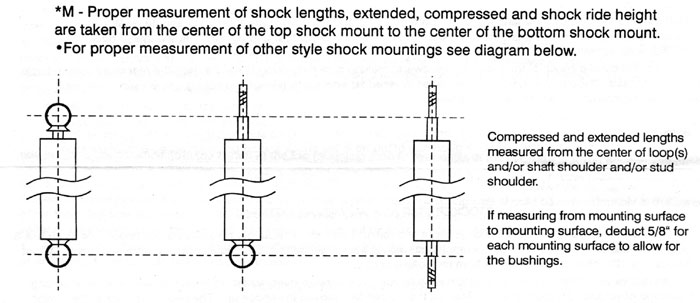 *M - Proper measurement of shock lengths, extended, compressed and shock ride height
are taken from the center of the top shock mount to the center of the bottom shock mount.
•For proper measurement of other style shock mountings see diagram below.
Compressed and extended lengths
measured from the center of loop(s)
and/or shaft shoulder and/or stud
shoulder.
If measuring from mounting surface
to mounting surface, deduct 5/8" for
each mounting surface to allow for
the bushings.